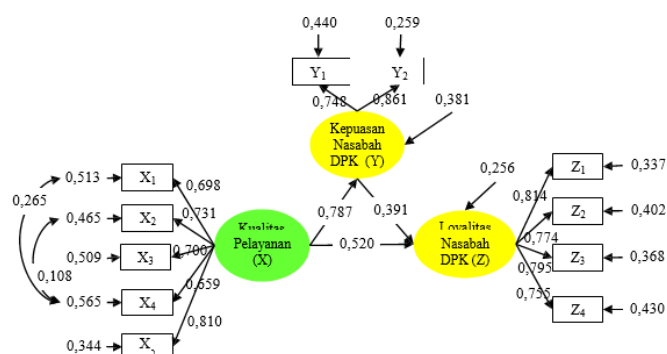 0,440
0,259
Y1
Y2
0,748
0,861
0,381
Kepuasan
Nasabah
DPK (Y)
0,513
X1
0,698
0,265
0,465
X2
0,731
0,509
X3
0,700
0,108
0,565
X4
0,659
0,344
X5
0,810
Kualitas
Pelayanan
(X)
0,787
0,391
0,520
0,256
Loyalitas
Nasabah
DPK (Z)
Z1
0,337
0,814
Z2
0,402
0,774
Z3
0,368
0,795
Z4
0,430
0,755